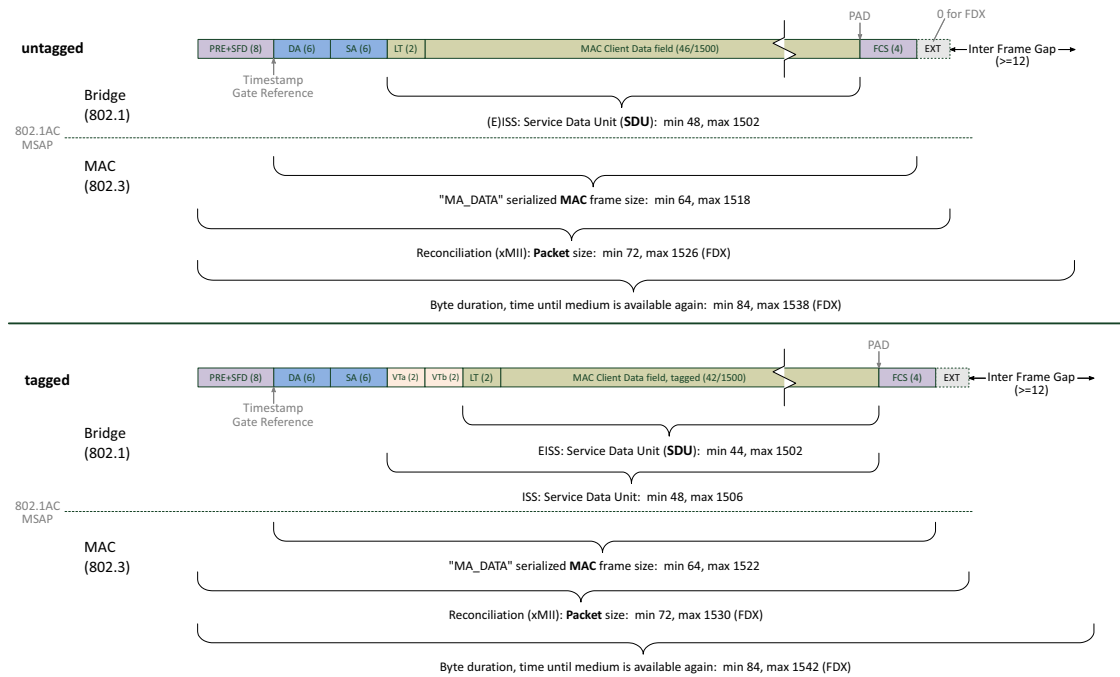 PAD
0 for FDX
untagged
PRE+SFD (8) DA (6) SA (6) LT (2) MAC Client Data field (46/1500) FCS (4) EXT
Inter Frame Gap
(>=12)
Timestamp
Gate Reference
Bridge
(802.1)
(E)ISS: Service Data Unit (SDU): min 48, max 1502
802.1AC
MSAP
MAC
(802.3)
"MA_DATA" serialized MAC frame size: min 64, max 1518
Reconciliation (xMII): Packet size: min 72, max 1526 (FDX)
Byte duration, time until medium is available again: min 84, max 1538 (FDX)
PAD
tagged
PRE+SFD (8) DA (6) SA (6) VTa (2) VTb (2) LT (2) MAC Client Data field, tagged (42/1500) FCS (4) EXT
Inter Frame Gap
(>=12)
Timestamp
Gate Reference
Bridge
(802.1)
EISS: Service Data Unit (SDU): min 44, max 1502
ISS: Service Data Unit: min 48, max 1506
802.1AC
MSAP
MAC
(802.3)
"MA_DATA" serialized MAC frame size: min 64, max 1522
Reconciliation (xMII): Packet size: min 72, max 1530 (FDX)
Byte duration, time until medium is available again: min 84, max 1542 (FDX)